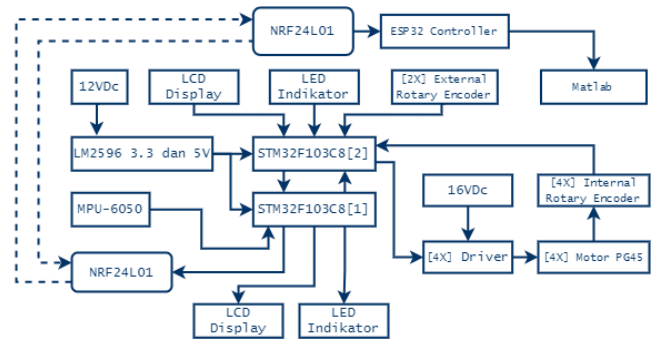 NRF24L01
ESP32 Controller
12VDc
LCD
Display
LED
Indikator
[2X] External
Rotary Encoder
Matlab
LM2596 3.3 dan 5V
STM32F103C8[2]
MPU-6050
STM32F103C8[1]
16VDc
[4X] Internal
Rotary Encoder
NRF24L01
[4X] Driver
[4X] Motor PG45
LCD
Display
LED
Indikator